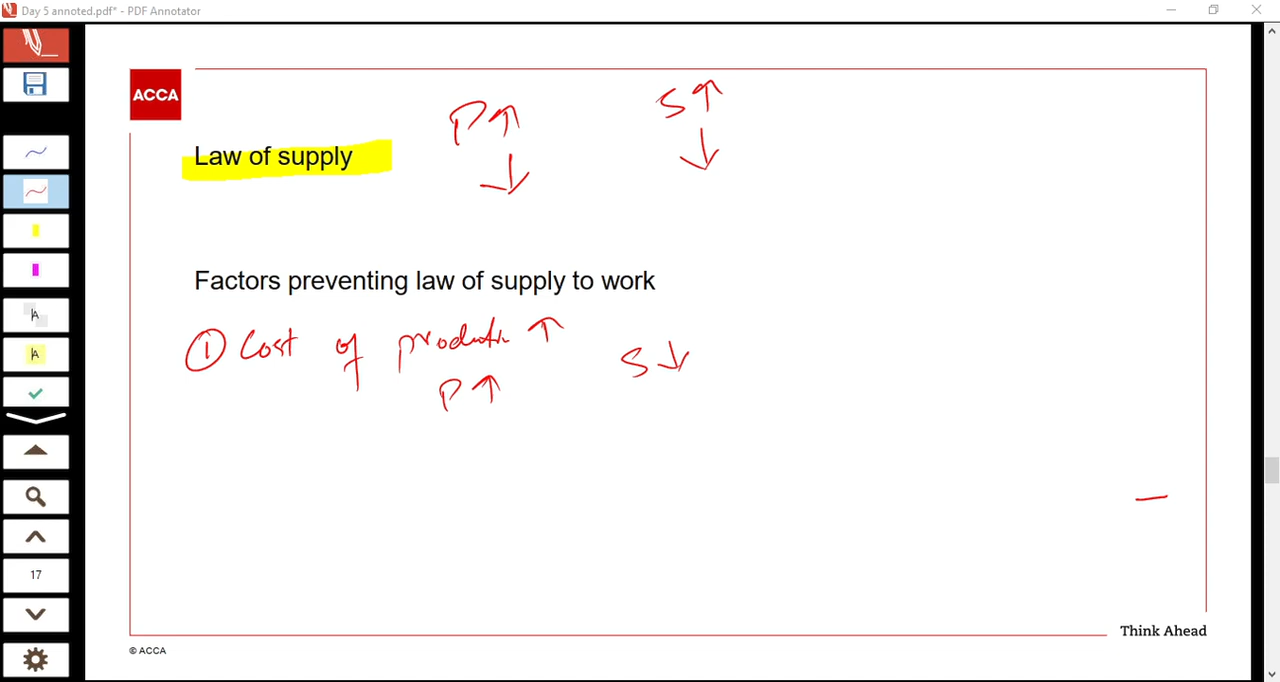 Day 5 annoted.pdf* - PDF Annotator
ACCA
P↑ S↑
↓ ↓
Law of supply
Factors preventing law of supply to work
① Cost of productn ↑
P↑ S↓
17
Think Ahead
© ACCA